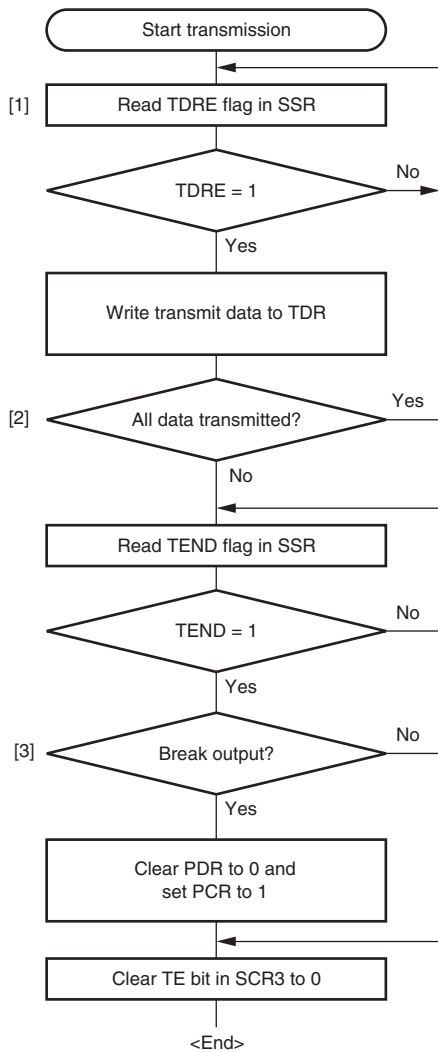 Start transmission
[1] Read TDRE flag in SSR
TDRE = 1
No
Yes
Write transmit data to TDR
[2] All data transmitted?
Yes
No
Read TEND flag in SSR
TEND = 1
No
Yes
[3] Break output?
No
Yes
Clear PDR to 0 and
set PCR to 1
Clear TE bit in SCR3 to 0
<End>